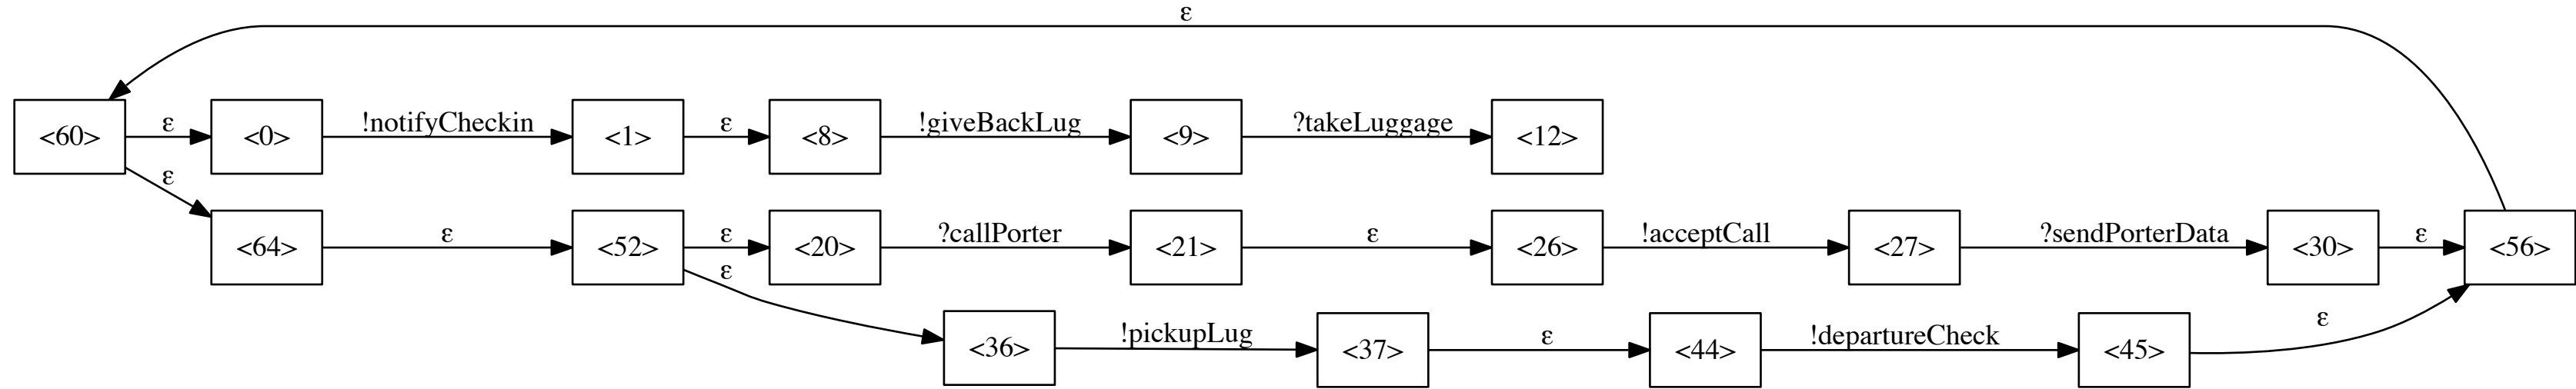 ε
<60> ε <0> !notifyCheckin <1> ε <8> !giveBackLug <9> ?takeLuggage <12>
ε
<64> ε <52> ε <20> ?callPorter <21> ε <26> !acceptCall <27> ?sendPorterData <30> ε <56>
ε
<36> !pickupLug <37> ε <44> !departureCheck <45> ε